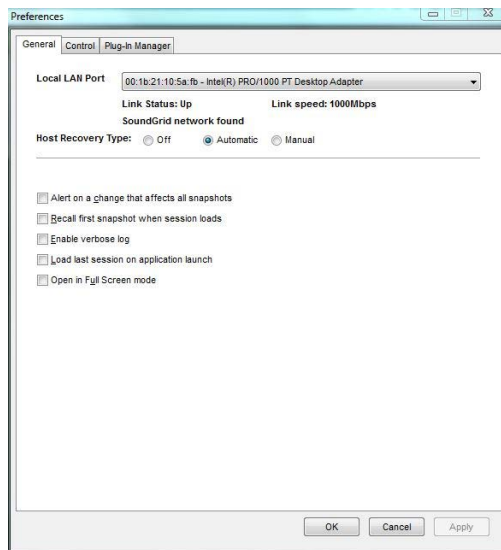 Preferences
General Control Plug-In Manager
Local LAN Port 00:1b:21:10:5a:fb - Intel(R) PRO/1000 PT Desktop Adapter
Link Status: Up Link speed: 1000Mbps
SoundGrid network found
Host Recovery Type: Off Automatic Manual
Alert on a change that affects all snapshots
Recall first snapshot when session loads
Enable verbose log
Load last session on application launch
Open in Full Screen mode
OK Cancel Apply